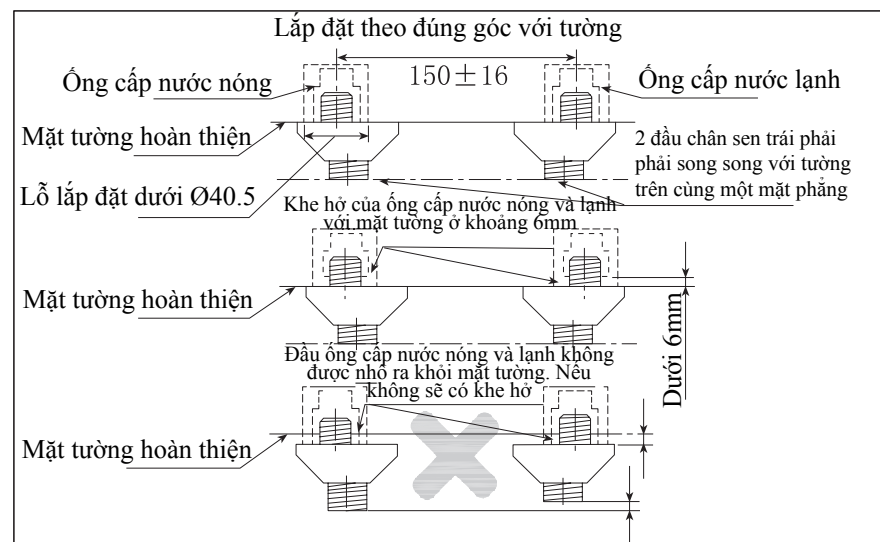 Lắp đặt theo đúng góc với tường
Ống cấp nước nóng
150±16
Ống cấp nước lạnh
Mặt tường hoàn thiện
2 đầu chân sen trái phải
phải song song với tường
trên cùng một mặt phẳng
Lỗ lắp đặt dưới Ø40.5
Khe hở của ống cấp nước nóng và lạnh
với mặt tường ở khoảng 6mm
Mặt tường hoàn thiện
Dưới 6mm
Đầu ống cấp nước nóng và lạnh không
được nhô ra khỏi mặt tường. Nếu
không sẽ có khe hở
Mặt tường hoàn thiện